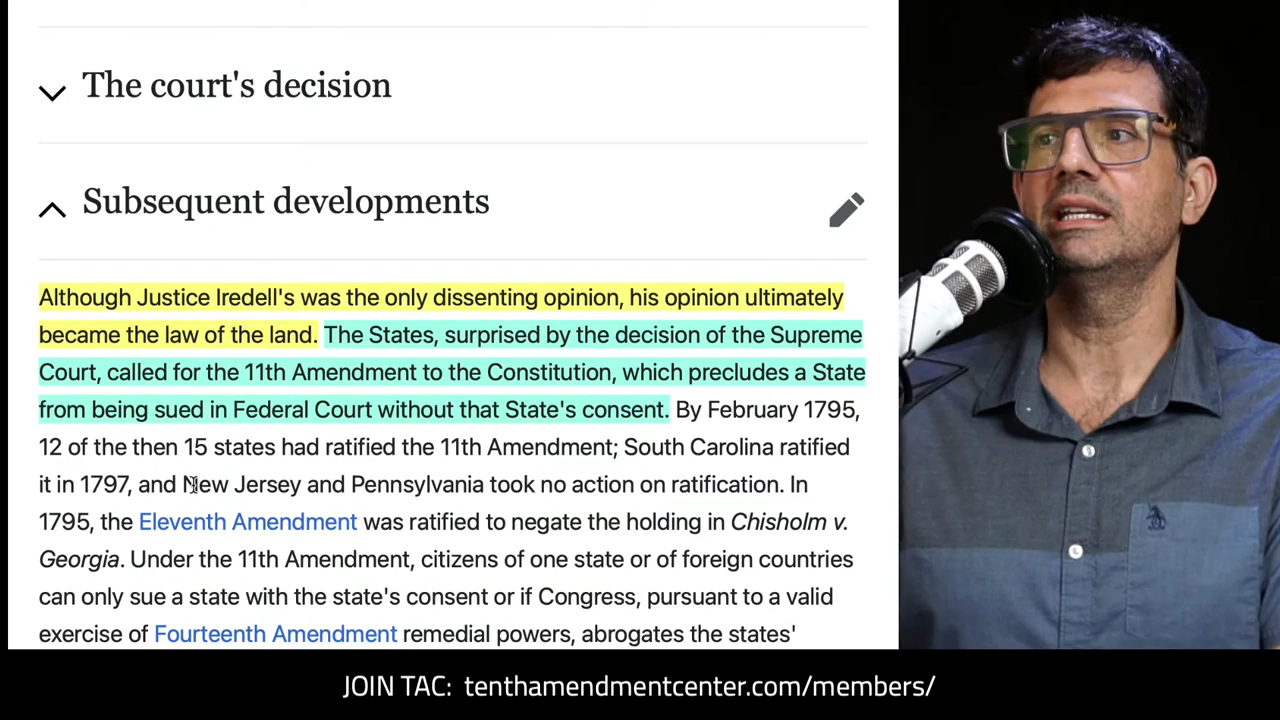 The court's decision
Subsequent developments
Although Justice Iredell's was the only dissenting opinion, his opinion ultimately
became the law of the land. The States, surprised by the decision of the Supreme
Court, called for the 11th Amendment to the Constitution, which precludes a State
from being sued in Federal Court without that State's consent. By February 1795,
12 of the then 15 states had ratified the 11th Amendment; South Carolina ratified
it in 1797, and New Jersey and Pennsylvania took no action on ratification. In
1795, the Eleventh Amendment was ratified to negate the holding in Chisholm v.
Georgia. Under the 11th Amendment, citizens of one state or of foreign countries
can only sue a state with the state's consent or if Congress, pursuant to a valid
exercise of Fourteenth Amendment remedial powers, abrogates the states'
JOIN TAC: tenthamendmentcenter.com/members/